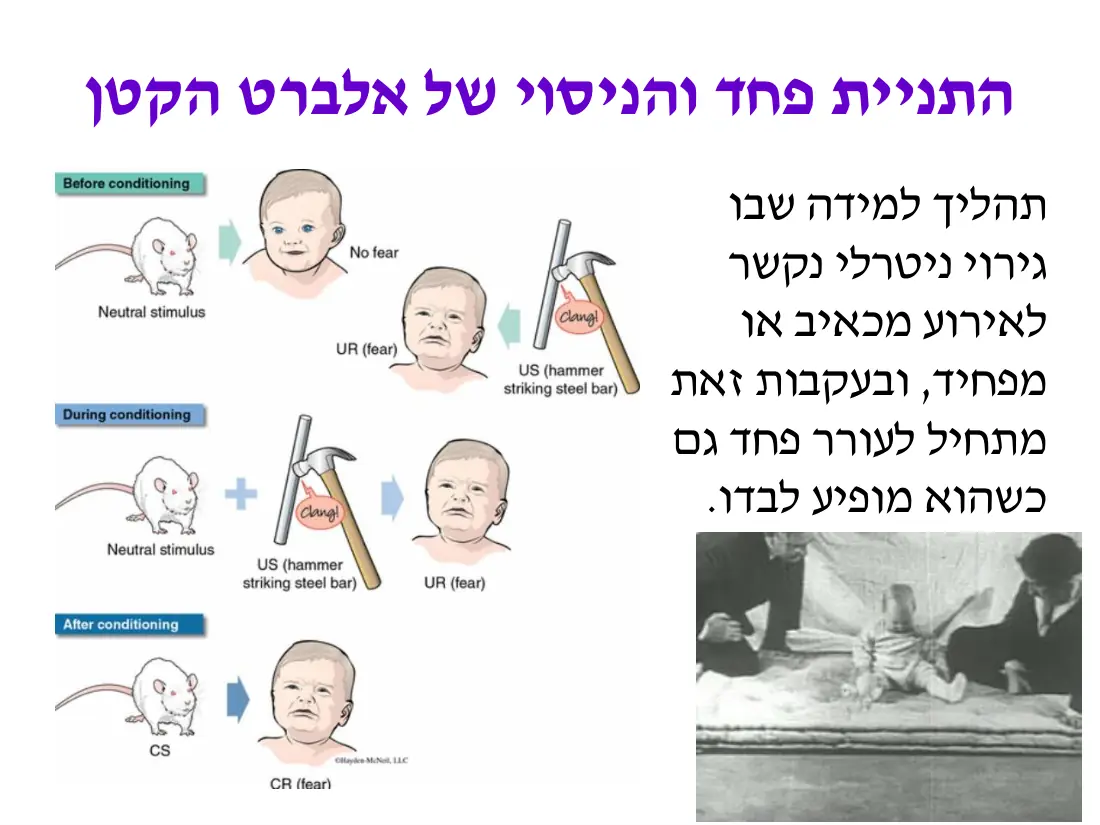 התניית פחד והניסוי של אלברט הקטן
תהליך למידה שבו
גירוי ניטרלי נקשר
לאירוע מכאיב או
מפחיד, ובעקבות זאת
מתחיל לעורר פחד גם
כשהוא מופיע לבדו.
Before conditioning
Neutral stimulus
No fear
UR (fear)
Clang!
US (hammer
striking steel bar)
During conditioning
Neutral stimulus
Clang!
US (hammer
striking steel bar)
UR (fear)
After conditioning
CS
CR (fear)
©Hayden-McNeil, LLC